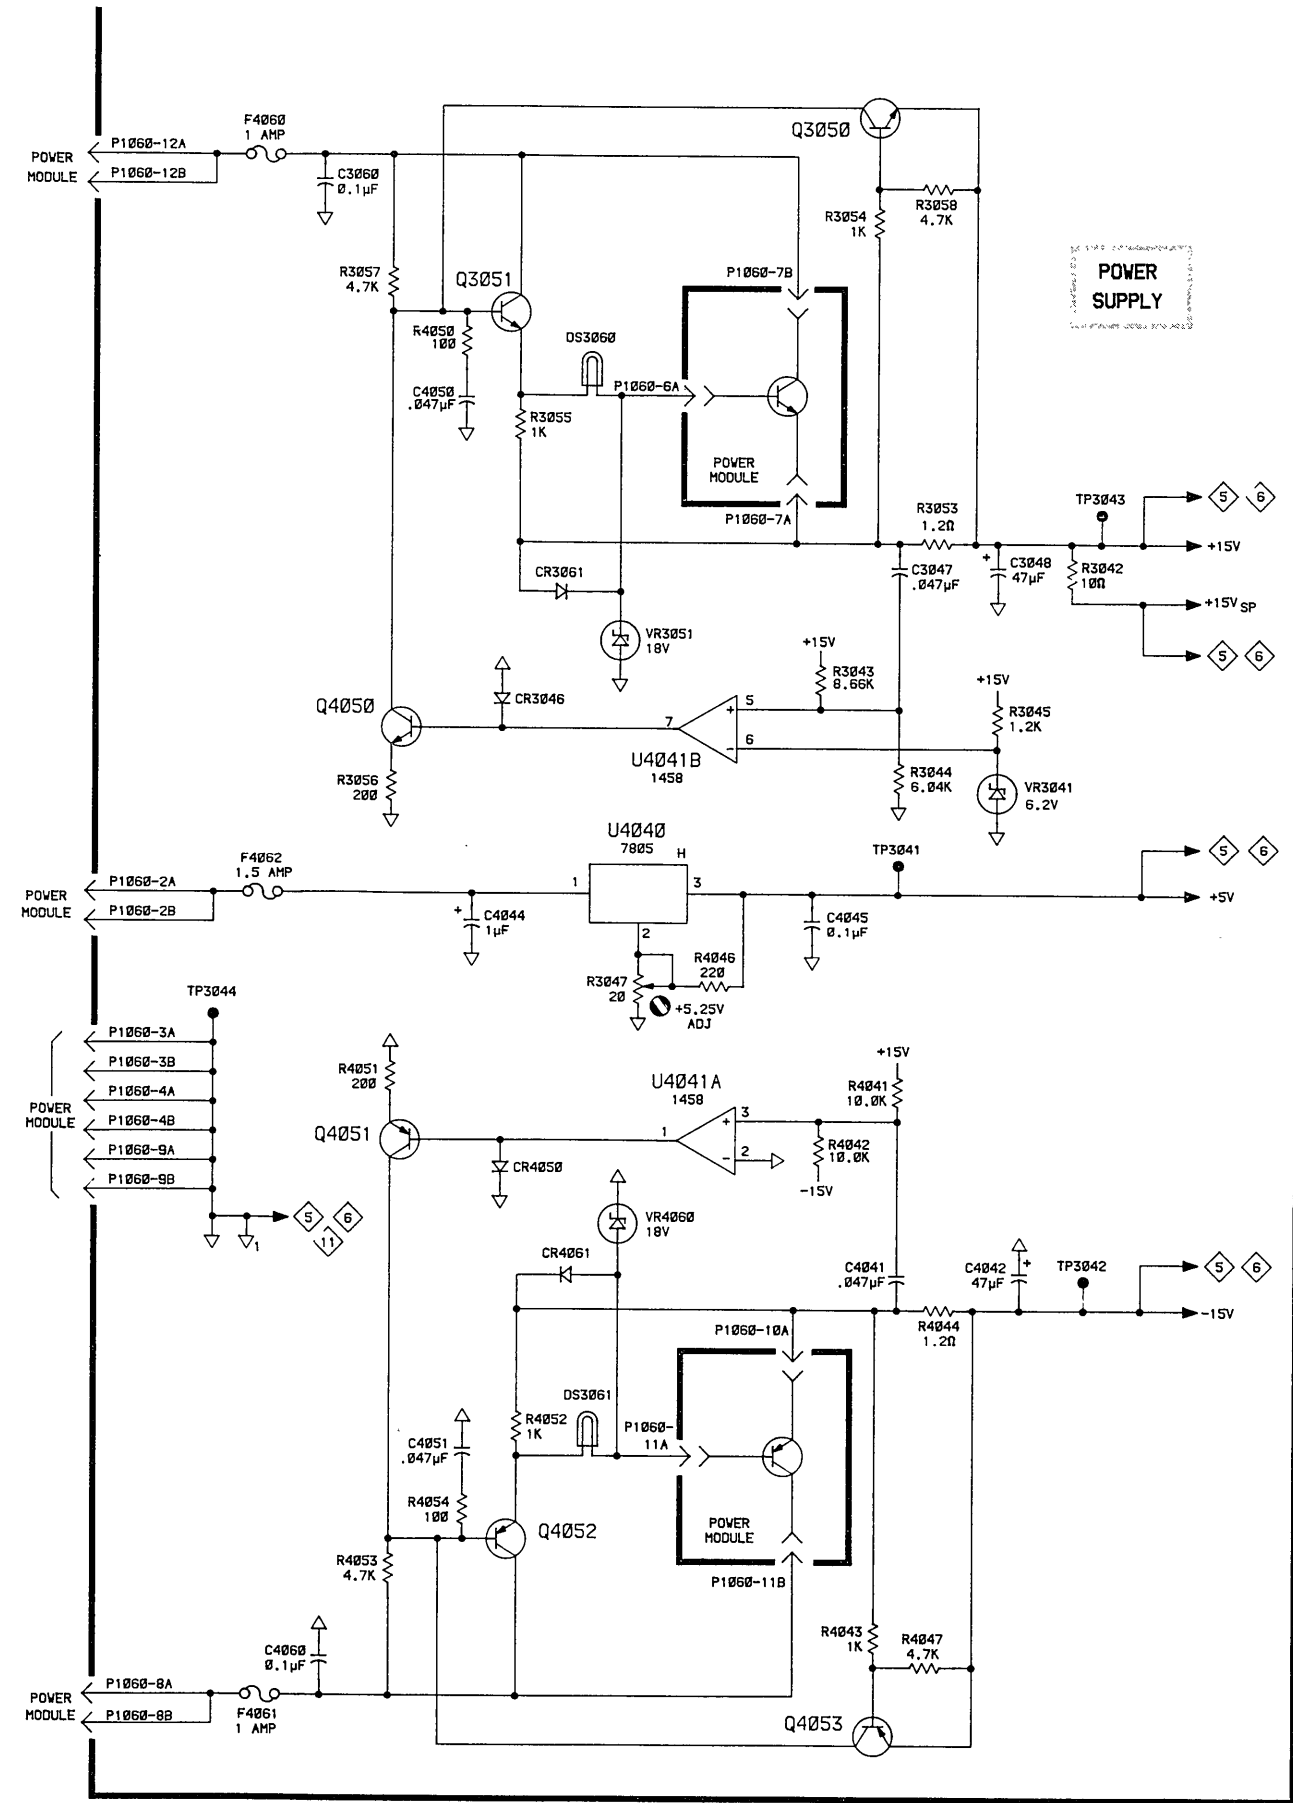 Q3050
F4060
1 AMP
POWER
MODULE
P1060-12A
P1060-12B
C3060
0.1µF
R3054
1K
R3058
4.7K
POWER
SUPPLY
R3057
4.7K
Q3051
P1060-7B
R4050
100
DS3060
C4050
.047µF
P1060-6A
R3055
1K
POWER
MODULE
P1060-7A
R3053
1.2Ω
TP3043
5
6
+15V
CR3061
C3047
.047µF
+
C3048
47µF
R3042
10Ω
+15V SP
VR3051
18V
+15V
5
6
R3043
8.66K
+15V
Q4050
CR3046
7
5
+
6
-
U4041B
1458
R3045
1.2K
R3056
200
R3044
6.04K
VR3041
6.2V
U4040
7805
H
TP3041
5
6
F4062
1.5 AMP
POWER
MODULE
P1060-2A
P1060-2B
1
3
+5V
+
C4044
1µF
2
C4045
0.1µF
R4046
220
R3047
20
+5.25V
ADJ
TP3044
P1060-3A
P1060-3B
P1060-4A
P1060-4B
P1060-9A
P1060-9B
POWER
MODULE
5
6
11
1
R4051
200
+15V
U4041A
1458
R4041
10.0K
Q4051
1
3
+
2
-
R4042
10.0K
-15V
CR4050
VR4060
18V
CR4061
C4041
.047µF
C4042
47µF
+
TP3042
5
6
-15V
P1060-10A
R4044
1.2Ω
DS3061
R4052
1K
P1060-
11A
C4051
.047µF
R4054
100
Q4052
POWER
MODULE
R4053
4.7K
P1060-11B
C4060
0.1µF
R4043
1K
R4047
4.7K
POWER
MODULE
P1060-8A
P1060-8B
F4061
1 AMP
Q4053